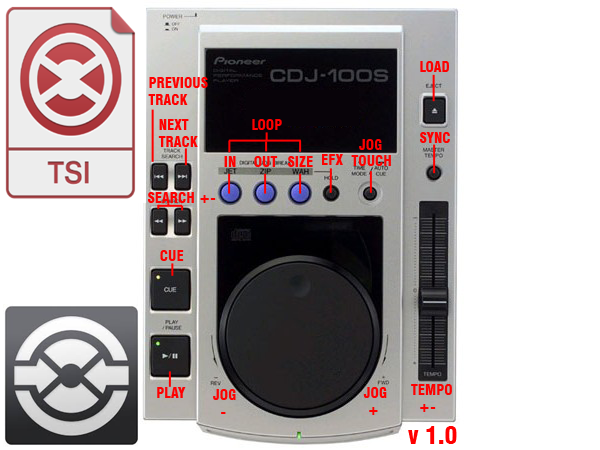 POWER
OFF
ON
TSI
Pioneer
DIGITAL
PERFORMANCE
PLAYER
CDJ-100S
LOAD
EJECT
PREVIOUS
TRACK
NEXT
TRACK
TRACK
SEARCH
LOOP
IN OUT SIZE
EFX
JOG
TOUCH
SYNC
MASTER
TEMPO
JET ZIP WAH
HOLD
TIME
MODE
AUTO
CUE
SEARCH +-
CUE
CUE
PLAY
/PAUSE
PLAY
REV
JOG
-
FWD
JOG
+
TEMPO
TEMPO
+-
v 1.0